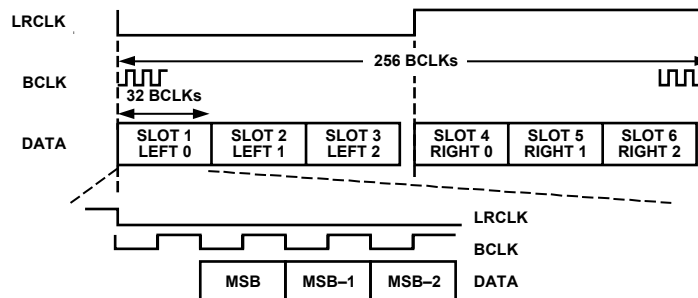 LRCLK
256 BCLKs
BCLK
32 BCLKs
DATA
SLOT 1
LEFT 0
SLOT 2
LEFT 1
SLOT 3
LEFT 2
SLOT 4
RIGHT 0
SLOT 5
RIGHT 1
SLOT 6
RIGHT 2
LRCLK
BCLK
MSB
MSB–1
MSB–2
DATA